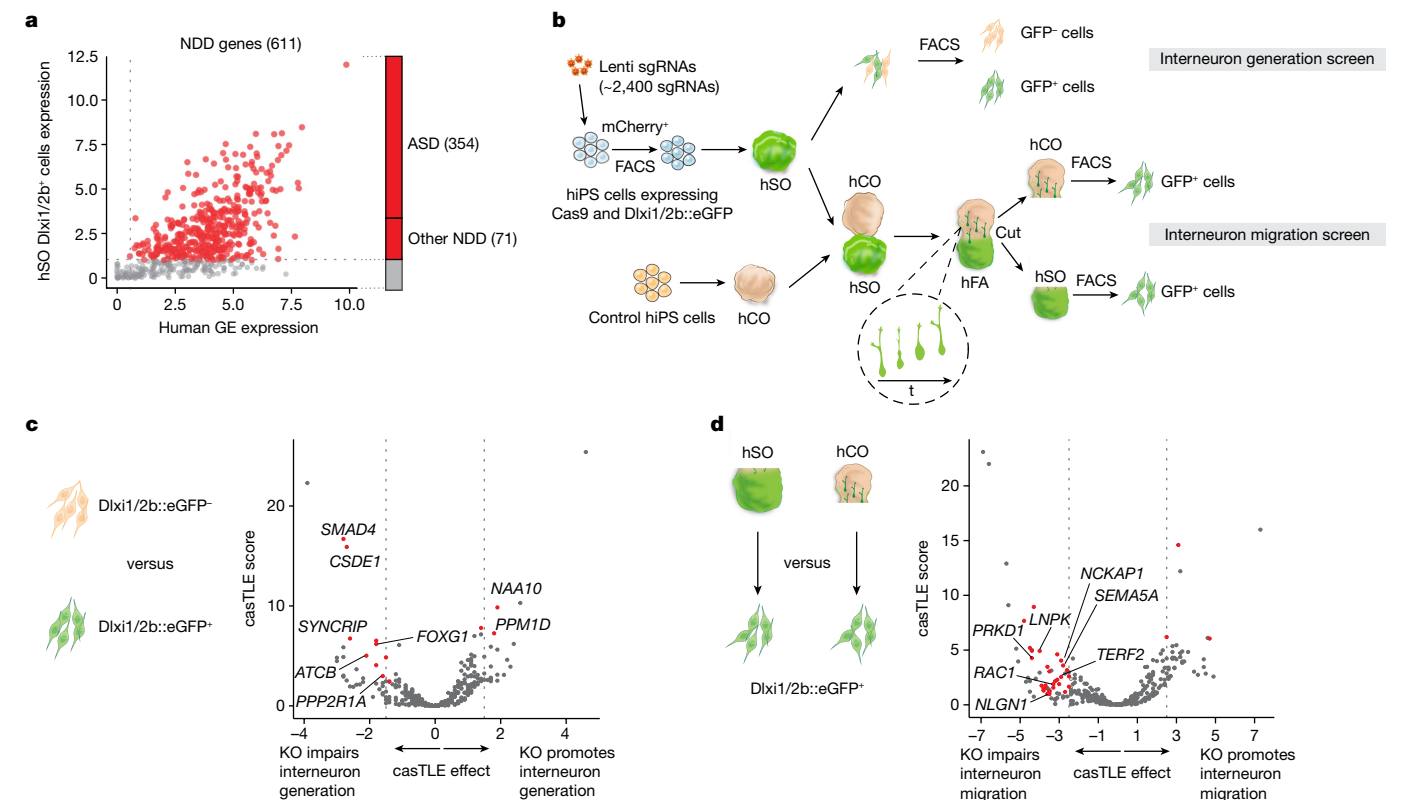 a
NDD genes (611)
hSO Dlxi1/2b⁺ cells expression
12.5
10.0
7.5
5.0
2.5
0
0
2.5
5.0
7.5
10.0
Human GE expression
ASD (354)
Other NDD (71)
b
Lenti sgRNAs
(~2,400 sgRNAs)
mCherry⁺
FACS
hiPS cells expressing
Cas9 and Dlxi1/2b::eGFP
hSO
FACS
GFP⁻ cells
GFP⁺ cells
Interneuron generation screen
Control hiPS cells
hCO
hCO
hSO
hFA
Cut
t
hCO
FACS
GFP⁺ cells
Interneuron migration screen
hSO
FACS
GFP⁺ cells
c
Dlxi1/2b::eGFP⁻
versus
Dlxi1/2b::eGFP⁺
casTLE score
20
10
0
SMAD4
CSDE1
SYNCRIP
FOXG1
ATCB
PPP2R1A
NAA10
PPM1D
−4
−2
0
2
4
KO impairs
interneuron
generation
casTLE effect
KO promotes
interneuron
generation
d
hSO
hCO
versus
Dlxi1/2b::eGFP⁺
casTLE score
20
15
10
5
0
NCKAP1
SEMA5A
LNPK
PRKD1
TERF2
RAC1
NLGN1
−7
−5
−3
−1
1
3
5
7
KO impairs
interneuron
migration
casTLE effect
KO promotes
interneuron
migration